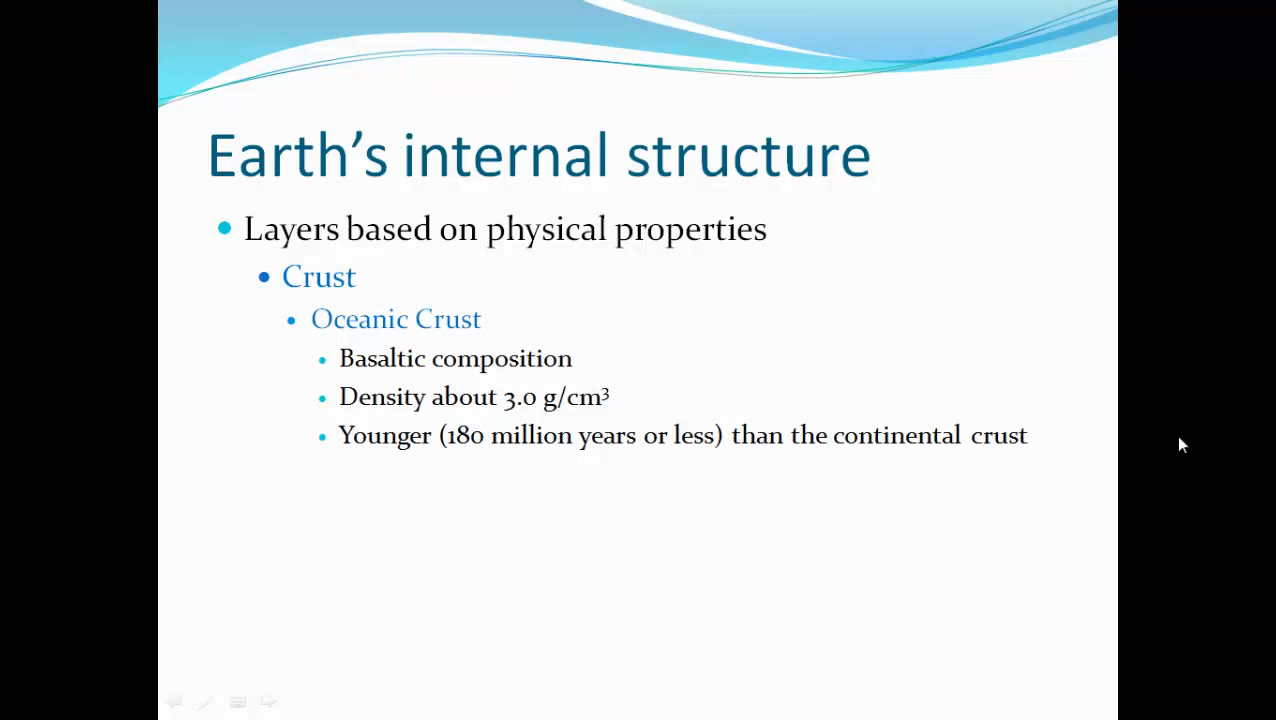 Earth’s internal structure
Layers based on physical properties
Crust
Oceanic Crust
Basaltic composition
Density about 3.0 g/cm³
Younger (180 million years or less) than the continental crust